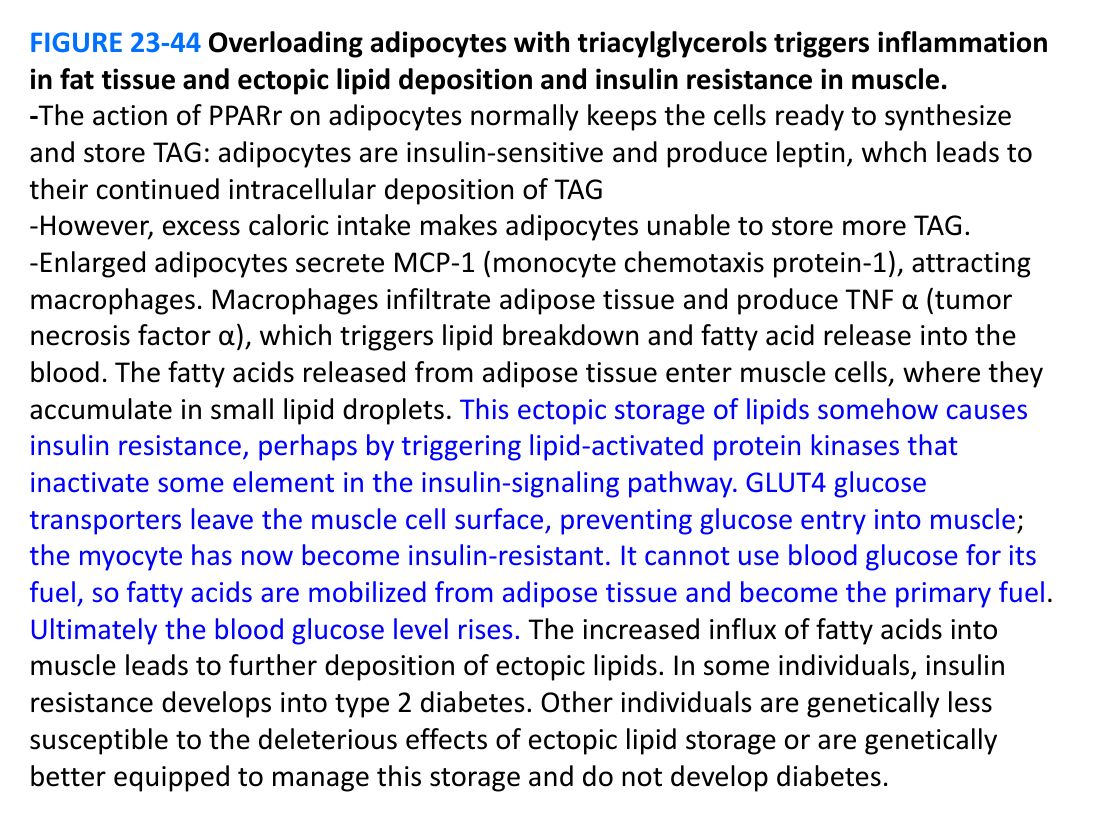 FIGURE 23-44 Overloading adipocytes with triacylglycerols triggers inflammation
in fat tissue and ectopic lipid deposition and insulin resistance in muscle.
-The action of PPARr on adipocytes normally keeps the cells ready to synthesize
and store TAG: adipocytes are insulin-sensitive and produce leptin, whch leads to
their continued intracellular deposition of TAG
-However, excess caloric intake makes adipocytes unable to store more TAG.
-Enlarged adipocytes secrete MCP-1 (monocyte chemotaxis protein-1), attracting
macrophages. Macrophages infiltrate adipose tissue and produce TNF α (tumor
necrosis factor α), which triggers lipid breakdown and fatty acid release into the
blood. The fatty acids released from adipose tissue enter muscle cells, where they
accumulate in small lipid droplets. This ectopic storage of lipids somehow causes
insulin resistance, perhaps by triggering lipid-activated protein kinases that
inactivate some element in the insulin-signaling pathway. GLUT4 glucose
transporters leave the muscle cell surface, preventing glucose entry into muscle;
the myocyte has now become insulin-resistant. It cannot use blood glucose for its
fuel, so fatty acids are mobilized from adipose tissue and become the primary fuel.
Ultimately the blood glucose level rises. The increased influx of fatty acids into
muscle leads to further deposition of ectopic lipids. In some individuals, insulin
resistance develops into type 2 diabetes. Other individuals are genetically less
susceptible to the deleterious effects of ectopic lipid storage or are genetically
better equipped to manage this storage and do not develop diabetes.